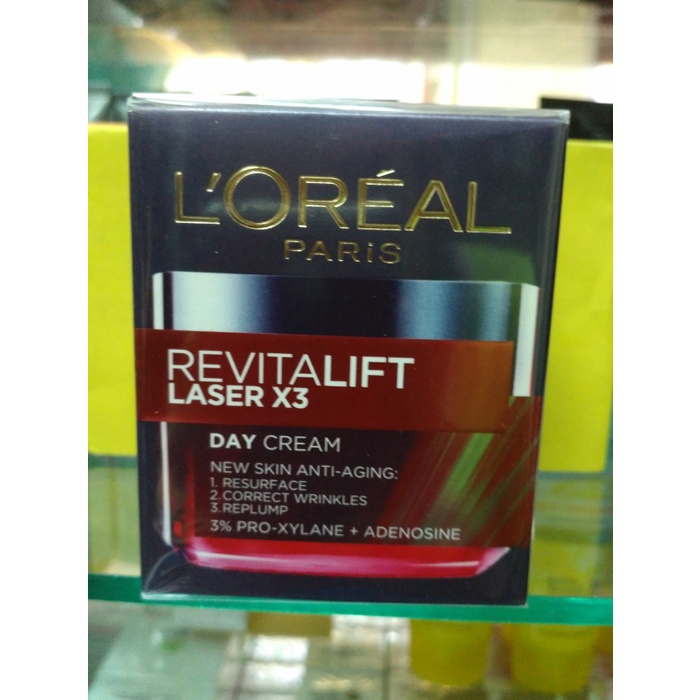 L'ORÉAL
PARiS
REVITALIFT
LASER X3
DAY CREAM
NEW SKIN ANTI-AGING:
1. RESURFACE
2. CORRECT WRINKLES
3. REPLUMP
3% PRO-XYLANE + ADENOSINE